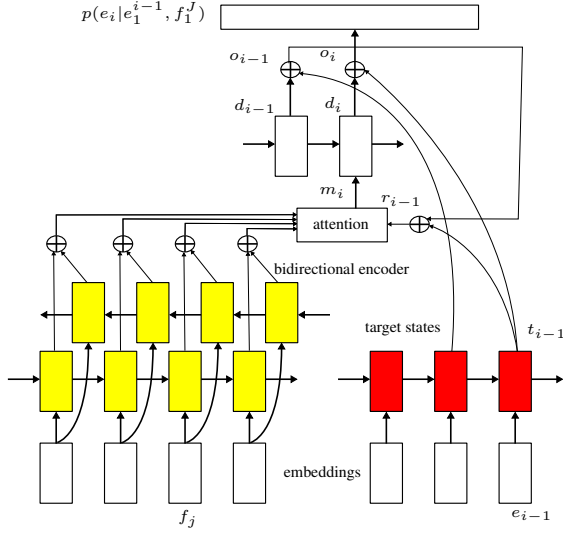 p(e_i|e_1^{i-1}, f_1^J)
o_{i-1}
o_i
d_{i-1}
d_i
m_i
r_{i-1}
attention
bidirectional encoder
target states
t_{i-1}
embeddings
f_j
e_{i-1}